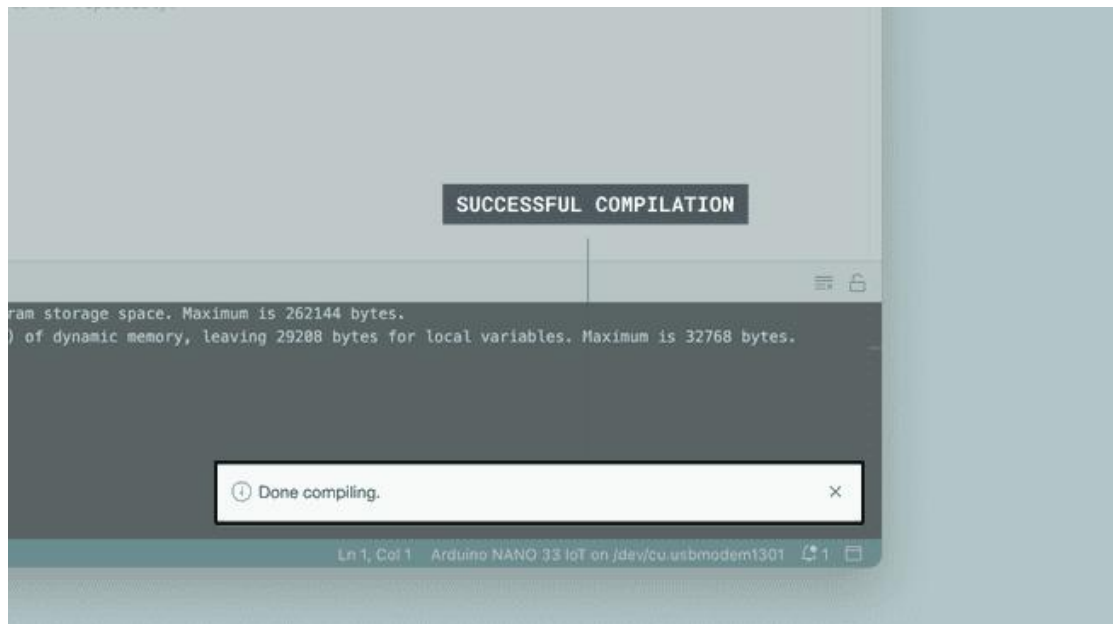 SUCCESSFUL COMPILATION
ram storage space. Maximum is 262144 bytes.
) of dynamic memory, leaving 29208 bytes for local variables. Maximum is 32768 bytes.
Done compiling.
Ln 1, Col 1 Arduino NANO 33 IoT on /dev/cu.usbmodem1301 1